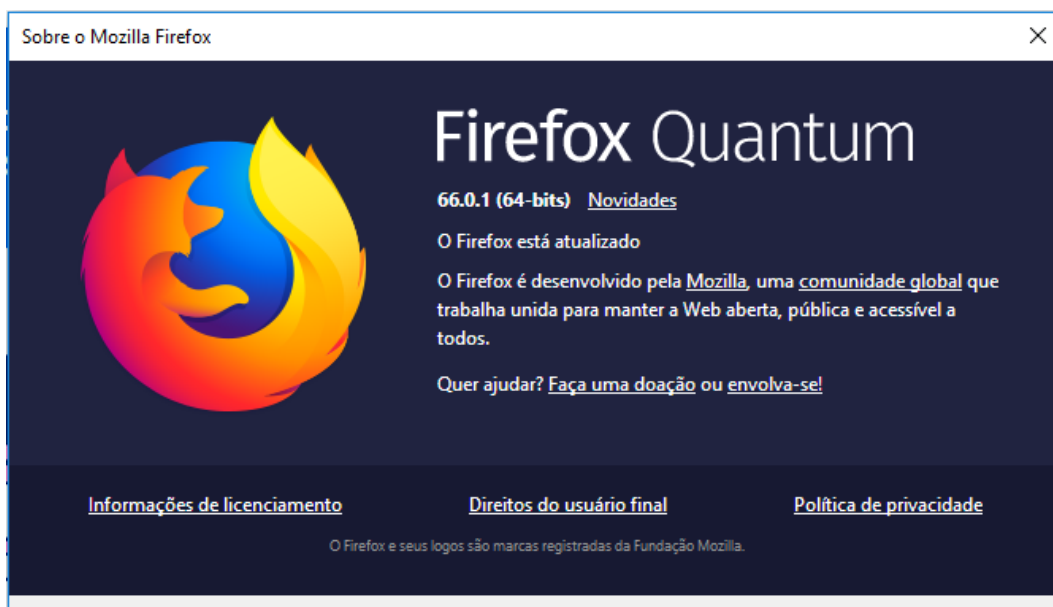 Sobre o Mozilla Firefox
Firefox Quantum
66.0.1 (64-bits) Novidades
O Firefox está atualizado
O Firefox é desenvolvido pela Mozilla, uma comunidade global que
trabalha unida para manter a Web aberta, pública e acessível a
todos.
Quer ajudar? Faça uma doação ou envolva-se!
Informações de licenciamento Direitos do usuário final Política de privacidade
O Firefox e seus logos são marcas registradas da Fundação Mozilla.